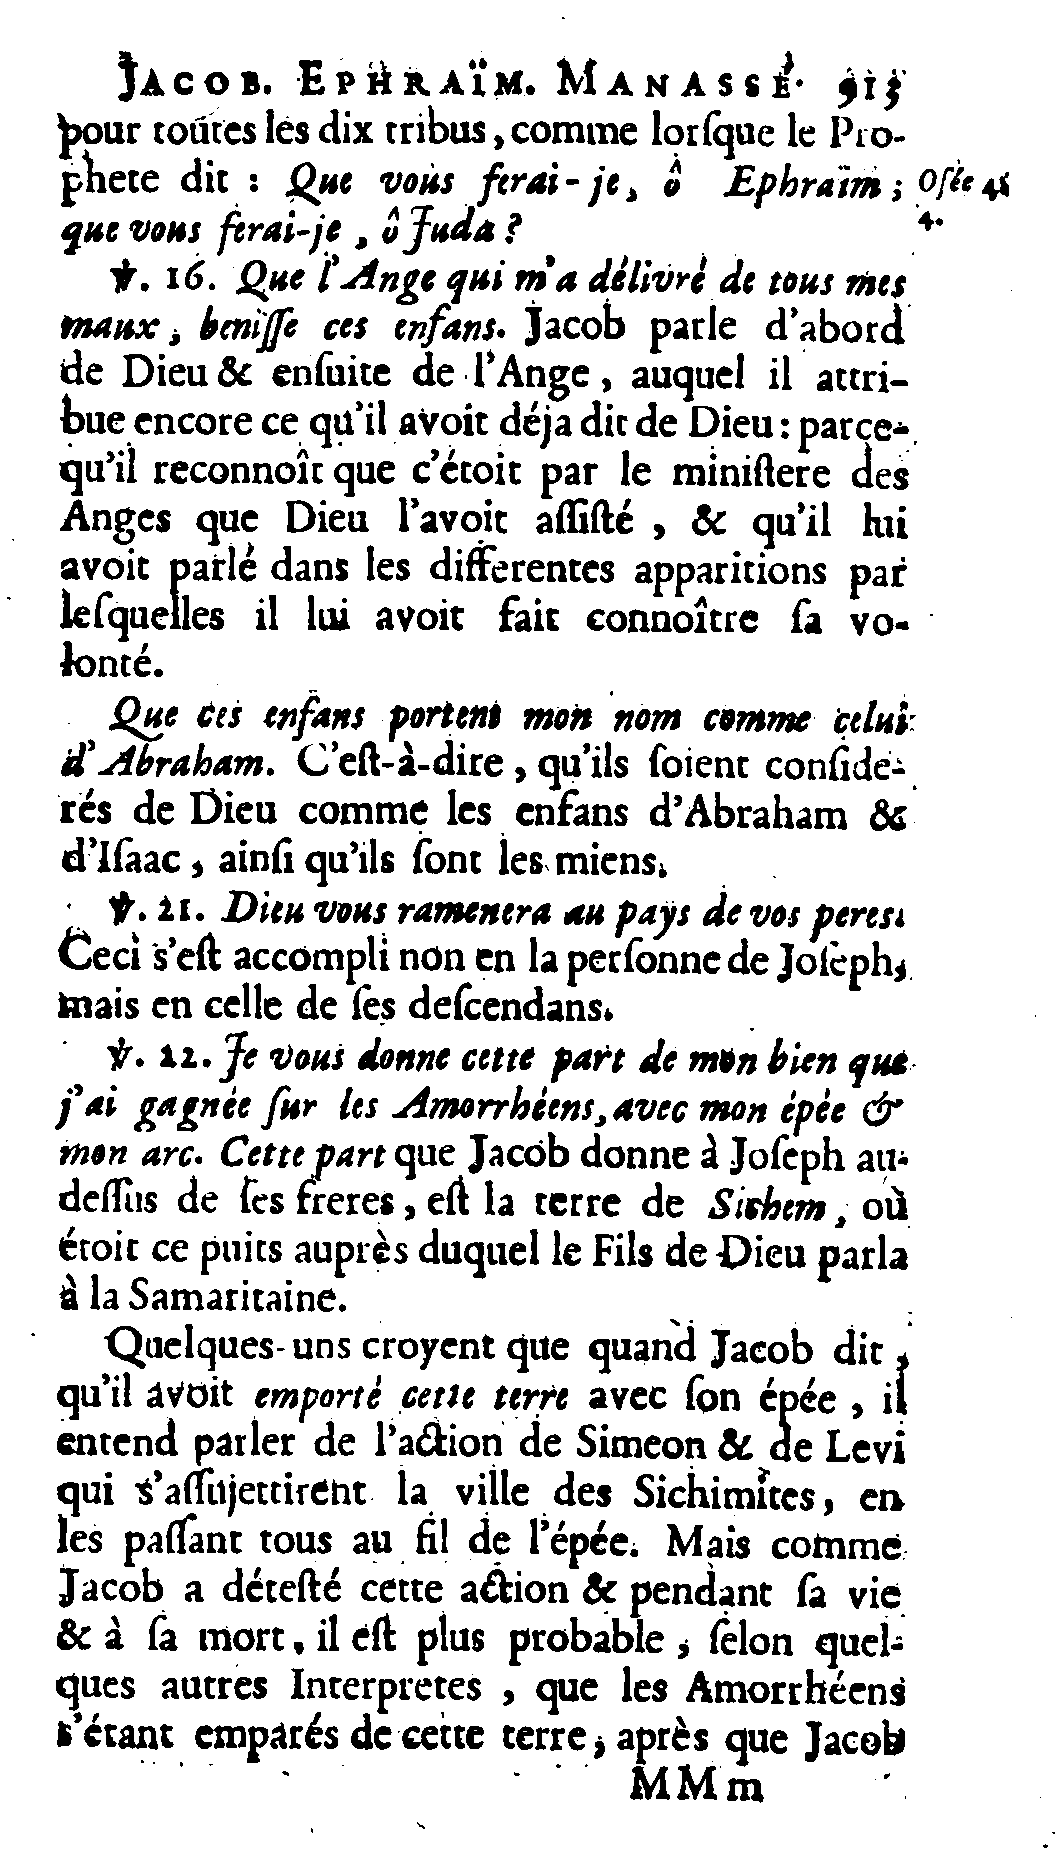 JACOB. EPHRAÏM. MANASSÉ. 913
pour toûtes les dix tribus, comme lorſque le Pro-
phete dit : Que vous ferai-je, ô Ephraïm ; Oſée 4.
que vous ferai-je, ô Juda ? 4.
℣. 16. Que l'Ange qui m'a délivré de tous mes
maux, beniſſe ces enfans. Jacob parle d'abord
de Dieu & enſuite de l'Ange, auquel il attri-
bue encore ce qu'il avoit déja dit de Dieu : parce-
qu'il reconnoît que c'étoit par le miniſtere des
Anges que Dieu l'avoit aſſiſté, & qu'il lui
avoit parlé dans les differentes apparitions par
leſquelles il lui avoit fait connoître ſa vo-
lonté.
Que ces enfans portent mon nom comme celui
d'Abraham. C'eſt-à-dire, qu'ils ſoient conſide-
rés de Dieu comme les enfans d'Abraham &
d'Iſaac, ainſi qu'ils ſont les miens.
℣. 21. Dieu vous ramenera au pays de vos peres.
Ceci s'eſt accompli non en la perſonne de Joſeph,
mais en celle de ſes deſcendans.
℣. 22. Je vous donne cette part de mon bien que
j'ai gagnée ſur les Amorrhéens, avec mon épée &
mon arc. Cette part que Jacob donne à Joſeph au-
deſſus de ſes freres, eſt la terre de Sichem, où
étoit ce puits auprès duquel le Fils de Dieu parla
à la Samaritaine.
Quelques-uns croyent que quand Jacob dit,
qu'il avoit emporté cette terre avec ſon épée, il
entend parler de l'action de Simeon & de Levi
qui s'aſſujettirent la ville des Sichimites, en
les paſſant tous au fil de l'épée. Mais comme
Jacob a déteſté cette action & pendant ſa vie
& à ſa mort, il eſt plus probable, ſelon quel-
ques autres Interpretes, que les Amorrhéens
s'étant emparés de cette terre, après que Jacob
MMm